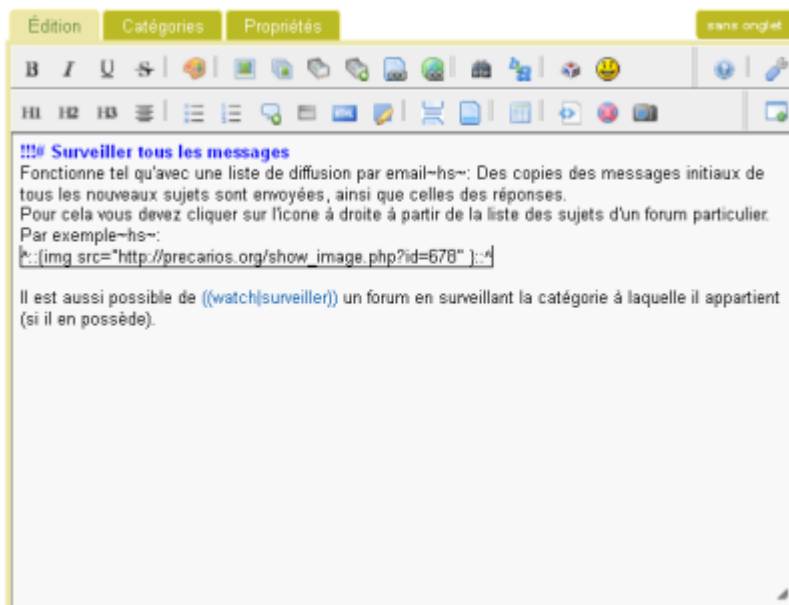 Édition Catégories Propriétés sans onglet
B I U S
H1 H2 H3
!!!# Surveiller tous les messages
Fonctionne tel qu'avec une liste de diffusion par email~hs~: Des copies des messages initiaux de
tous les nouveaux sujets sont envoyées, ainsi que celles des réponses.
Pour cela vous devez cliquer sur l'icone à droite à partir de la liste des sujets d'un forum particulier.
Par exemple~hs~:
^::{img src="http://precarios.org/show_image.php?id=678" }::^
Il est aussi possible de ((watch|surveiller)) un forum en surveillant la catégorie à laquelle il appartient
(si il en possède).